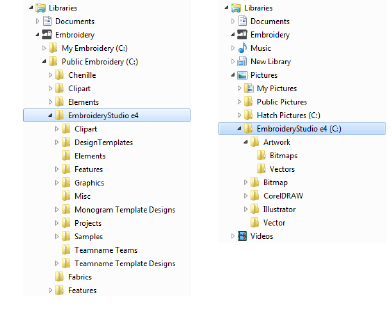 Libraries
Documents
Embroidery
My Embroidery (C:)
Public Embroidery (C:)
Chenille
Clipart
Elements
EmbroideryStudio e4
Clipart
DesignTemplates
Elements
Features
Graphics
Misc
Monogram Template Designs
Projects
Samples
Teamname Teams
Teamname Template Designs
Fabrics
Features
Libraries
Documents
Embroidery
Music
New Library
Pictures
My Pictures
Public Pictures
Hatch Pictures (C:)
EmbroideryStudio e4 (C:)
Artwork
Bitmaps
Vectors
Bitmap
CorelDRAW
Illustrator
Vector
Videos